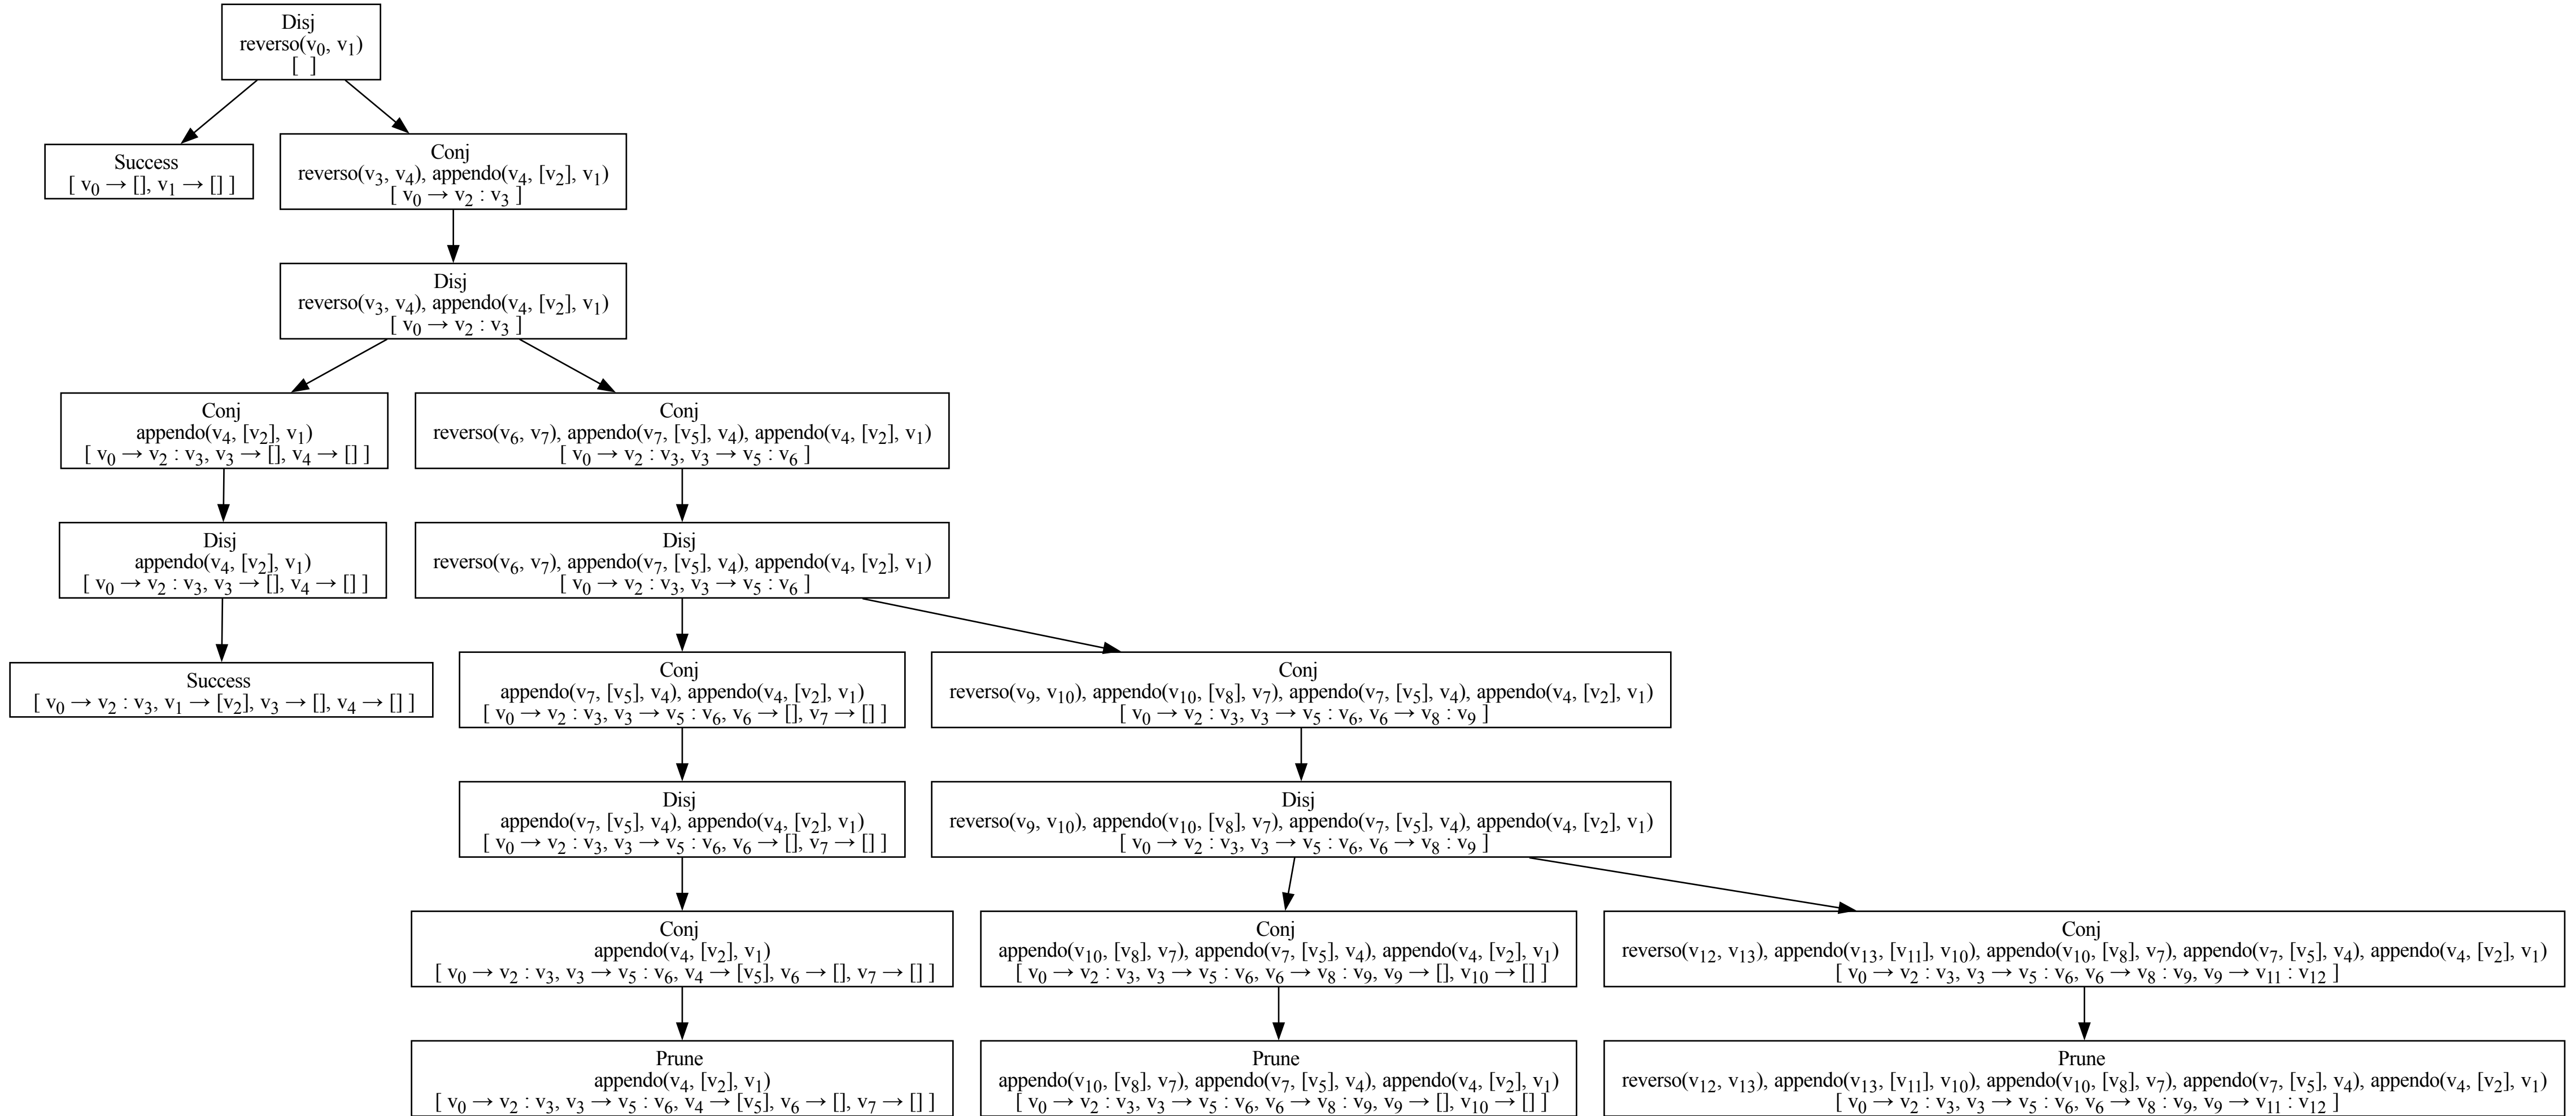 Disj
reverso(v₀, v₁)
[ ]
Success
[ v₀ → [], v₁ → [] ]
Conj
reverso(v₃, v₄), appendo(v₄, [v₂], v₁)
[ v₀ → v₂ : v₃ ]
Disj
reverso(v₃, v₄), appendo(v₄, [v₂], v₁)
[ v₀ → v₂ : v₃ ]
Conj
appendo(v₄, [v₂], v₁)
[ v₀ → v₂ : v₃, v₃ → [], v₄ → [] ]
Conj
reverso(v₆, v₇), appendo(v₇, [v₅], v₄), appendo(v₄, [v₂], v₁)
[ v₀ → v₂ : v₃, v₃ → v₅ : v₆ ]
Disj
appendo(v₄, [v₂], v₁)
[ v₀ → v₂ : v₃, v₃ → [], v₄ → [] ]
Disj
reverso(v₆, v₇), appendo(v₇, [v₅], v₄), appendo(v₄, [v₂], v₁)
[ v₀ → v₂ : v₃, v₃ → v₅ : v₆ ]
Success
[ v₀ → v₂ : v₃, v₁ → [v₂], v₃ → [], v₄ → [] ]
Conj
appendo(v₇, [v₅], v₄), appendo(v₄, [v₂], v₁)
[ v₀ → v₂ : v₃, v₃ → v₅ : v₆, v₆ → [], v₇ → [] ]
Conj
reverso(v₉, v₁₀), appendo(v₁₀, [v₈], v₇), appendo(v₇, [v₅], v₄), appendo(v₄, [v₂], v₁)
[ v₀ → v₂ : v₃, v₃ → v₅ : v₆, v₆ → v₈ : v₉ ]
Disj
appendo(v₇, [v₅], v₄), appendo(v₄, [v₂], v₁)
[ v₀ → v₂ : v₃, v₃ → v₅ : v₆, v₆ → [], v₇ → [] ]
Disj
reverso(v₉, v₁₀), appendo(v₁₀, [v₈], v₇), appendo(v₇, [v₅], v₄), appendo(v₄, [v₂], v₁)
[ v₀ → v₂ : v₃, v₃ → v₅ : v₆, v₆ → v₈ : v₉ ]
Conj
appendo(v₄, [v₂], v₁)
[ v₀ → v₂ : v₃, v₃ → v₅ : v₆, v₄ → [v₅], v₆ → [], v₇ → [] ]
Conj
appendo(v₁₀, [v₈], v₇), appendo(v₇, [v₅], v₄), appendo(v₄, [v₂], v₁)
[ v₀ → v₂ : v₃, v₃ → v₅ : v₆, v₆ → v₈ : v₉, v₉ → [], v₁₀ → [] ]
Conj
reverso(v₁₂, v₁₃), appendo(v₁₃, [v₁₁], v₁₀), appendo(v₁₀, [v₈], v₇), appendo(v₇, [v₅], v₄), appendo(v₄, [v₂], v₁)
[ v₀ → v₂ : v₃, v₃ → v₅ : v₆, v₆ → v₈ : v₉, v₉ → v₁₁ : v₁₂ ]
Prune
appendo(v₄, [v₂], v₁)
[ v₀ → v₂ : v₃, v₃ → v₅ : v₆, v₄ → [v₅], v₆ → [], v₇ → [] ]
Prune
appendo(v₁₀, [v₈], v₇), appendo(v₇, [v₅], v₄), appendo(v₄, [v₂], v₁)
[ v₀ → v₂ : v₃, v₃ → v₅ : v₆, v₆ → v₈ : v₉, v₉ → [], v₁₀ → [] ]
Prune
reverso(v₁₂, v₁₃), appendo(v₁₃, [v₁₁], v₁₀), appendo(v₁₀, [v₈], v₇), appendo(v₇, [v₅], v₄), appendo(v₄, [v₂], v₁)
[ v₀ → v₂ : v₃, v₃ → v₅ : v₆, v₆ → v₈ : v₉, v₉ → v₁₁ : v₁₂ ]